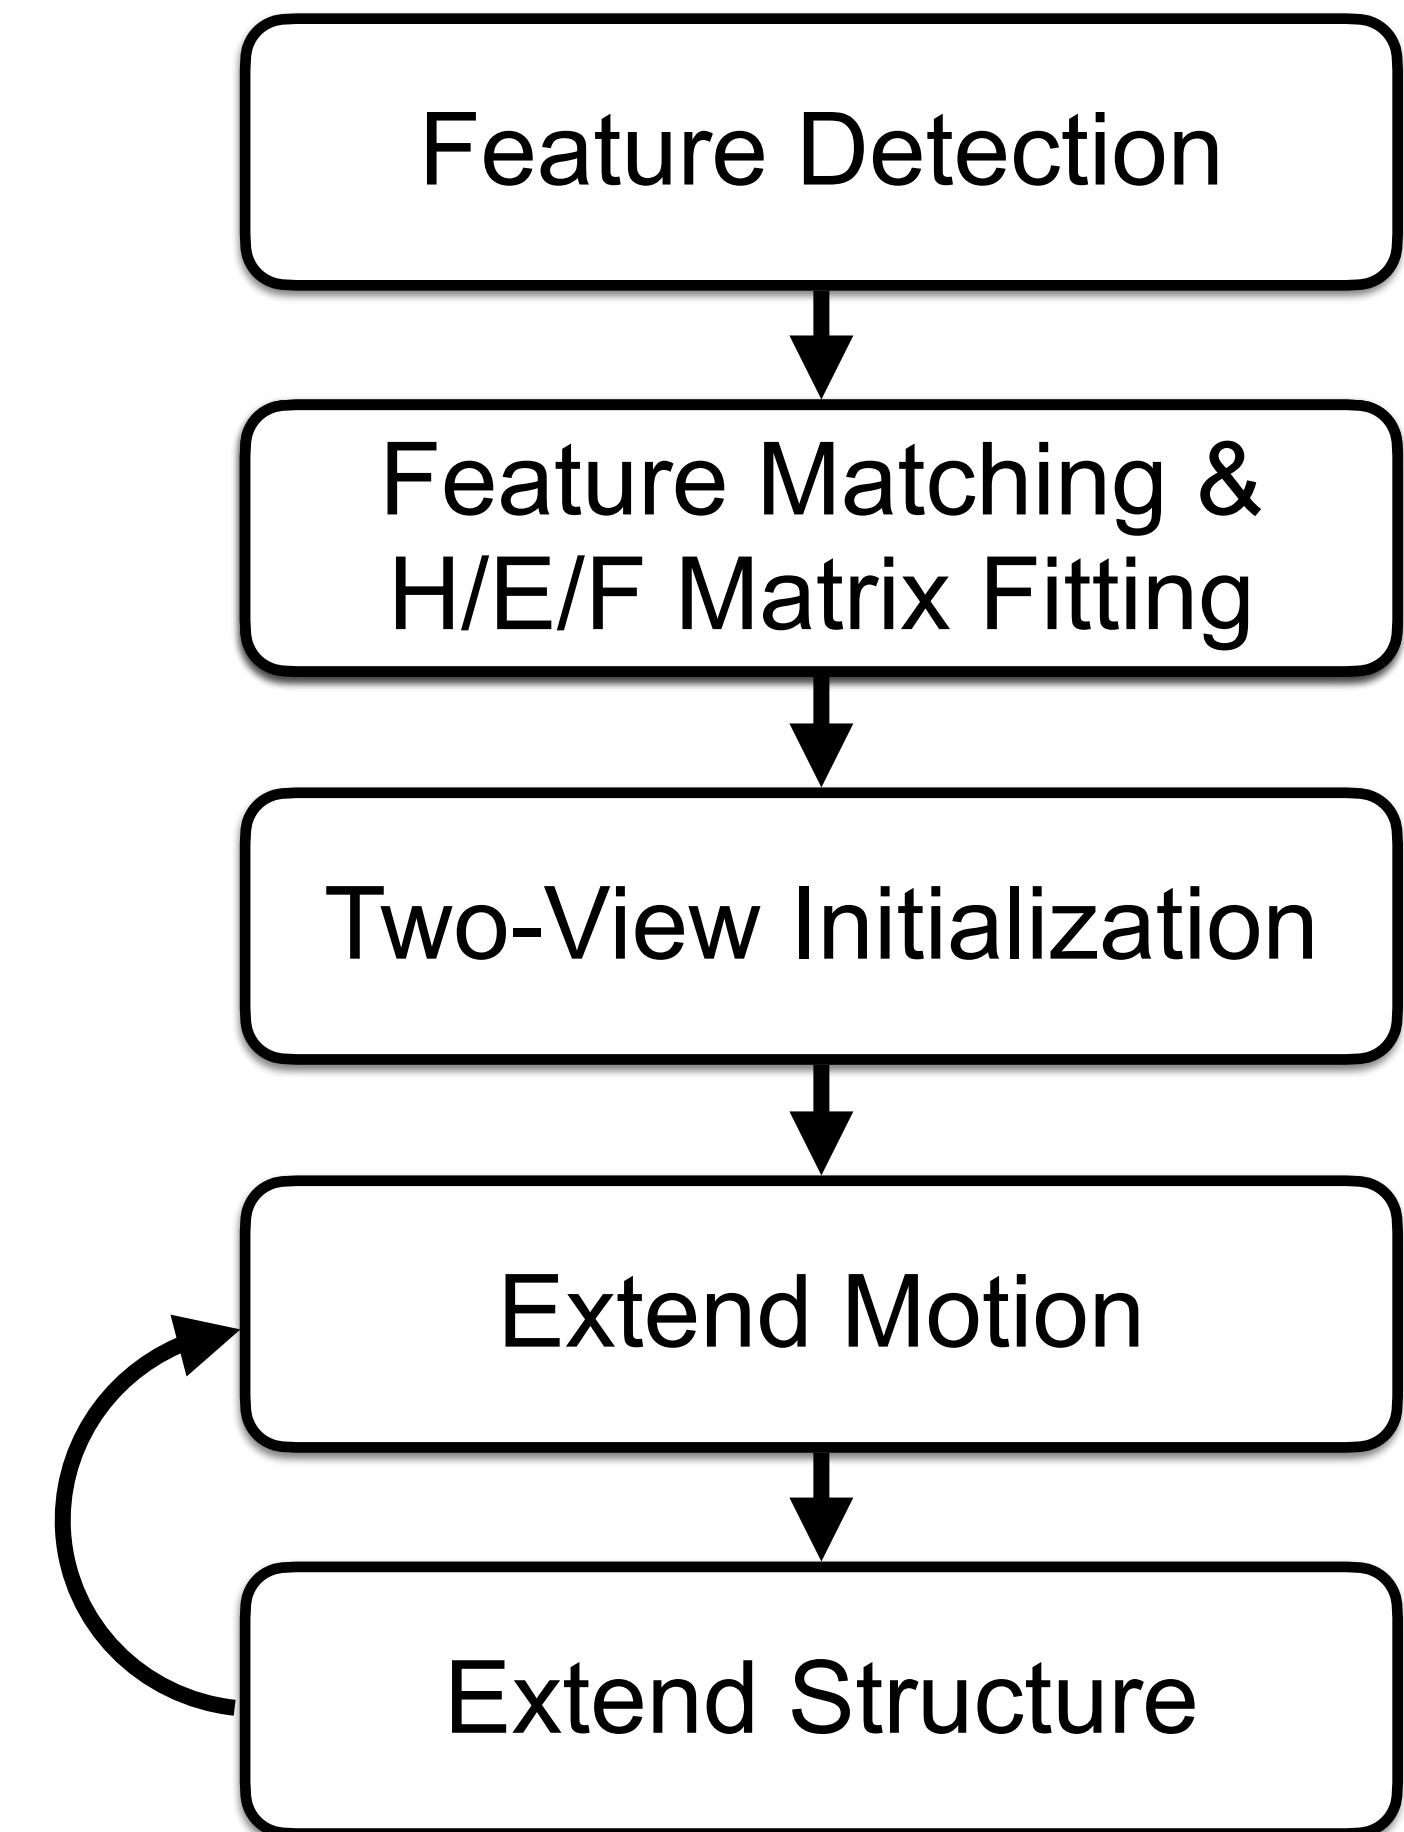 Feature Detection
Feature Matching &
H/E/F Matrix Fitting
Two-View Initialization
Extend Motion
Extend Structure